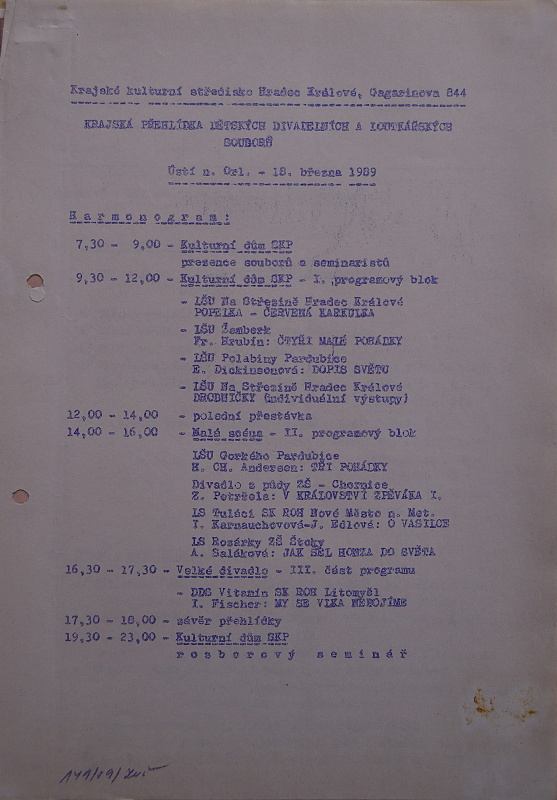 Krajské kulturní středisko Hradec Králové, Gagarinova 844
KRAJSKÁ PŘEHLÍDKA DĚTSKÝCH DIVADELNÍCH A LOUTKÁŘSKÝCH
SOUBORŮ
Ústí n. Orl. - 18. března 1989
Harmonogram:
7,30 - 9,00 - Kulturní dům SKP
prezence souborů a seminaristů
9,30 - 12,00 - Kulturní dům SKP - I. programový blok
- LŠU Na Střezině Hradec Králové
POPELKA - ČERVENÁ KARKULKA
- LŠU Žamberk
Fr. Hrubín: ČTYŘI MALÉ POHÁDKY
- LŠU Polabiny Pardubice
E. Dickinsonová: DOPIS SVĚTU
- LŠU Na Střezině Hradec Králové
DROBNIČKY (individuální výstupy)
12,00 - 14,00 - polední přestávka
14,00 - 16,00 - Malá scéna - II. programový blok
LŠU Gorkého Pardubice
H. CH. Andersen: TŘI POHÁDKY
Divadlo z půdy ZŠ - Chornice
Z. Petržela: V KRÁLOVSTVÍ ZPĚVÁKA I.
LS Tuláci SK ROH Nové Město n. Met.
I. Karnauchovová-J. Edlová: O VASILCE
LS Rozárky ZŠ Štoky
A. Saláková: JAK ŠEL HONZA DO SVĚTA
16,30 - 17,30 - Velké divadlo - III. část programu
- DDS Vitamín SK ROH Litomyšl
I. Fischer: MY SE VLKA NEBOJÍME
17,30 - 18,00 - závěr přehlídky
19,30 - 23,00 - Kulturní dům SKP
rozborový seminář